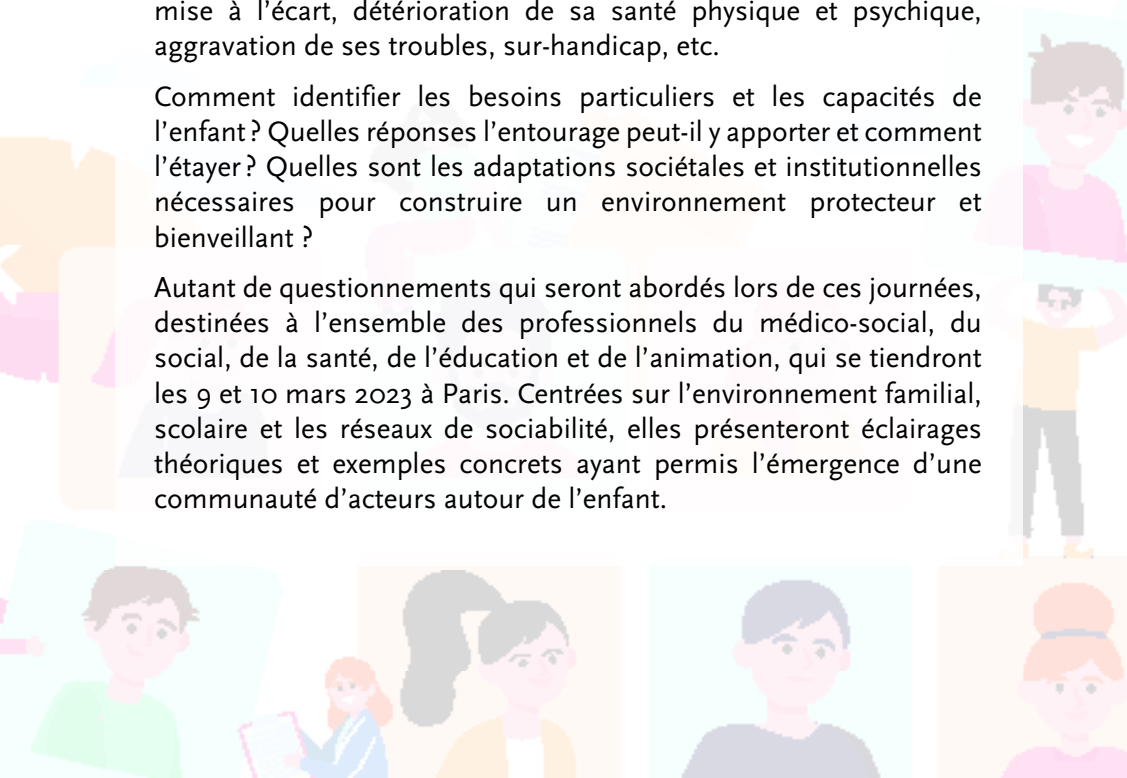 mise à l’écart, détérioration de sa santé physique et psychique,
aggravation de ses troubles, sur-handicap, etc.
Comment identifier les besoins particuliers et les capacités de
l’enfant ? Quelles réponses l’entourage peut-il y apporter et comment
l’étayer ? Quelles sont les adaptations sociétales et institutionnelles
nécessaires pour construire un environnement protecteur et
bienveillant ?
Autant de questionnements qui seront abordés lors de ces journées,
destinées à l’ensemble des professionnels du médico-social, du
social, de la santé, de l’éducation et de l’animation, qui se tiendront
les 9 et 10 mars 2023 à Paris. Centrées sur l’environnement familial,
scolaire et les réseaux de sociabilité, elles présenteront éclairages
théoriques et exemples concrets ayant permis l’émergence d’une
communauté d’acteurs autour de l’enfant.